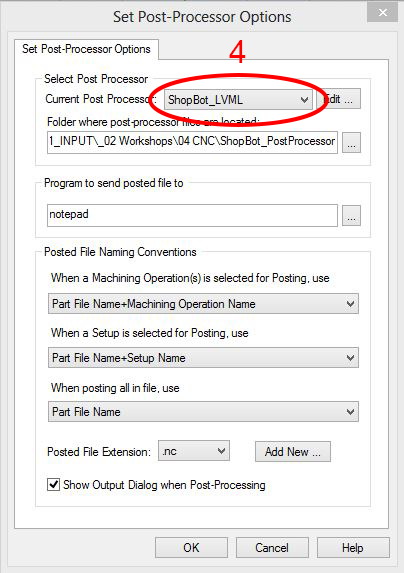 Set Post-Processor Options
Set Post-Processor Options
4
Select Post Processor
Current Post Processor: ShopBot_LVML Edit ...
Folder where post-processor files are located:
1_INPUT\_02 Workshops\04 CNC\ShopBot_PostProcessor ...
Program to send posted file to
notepad ...
Posted File Naming Conventions
When a Machining Operation(s) is selected for Posting, use
Part File Name+Machining Operation Name
When a Setup is selected for Posting, use
Part File Name+Setup Name
When posting all in file, use
Part File Name
Posted File Extension: .nc Add New ...
Show Output Dialog when Post-Processing
OK Cancel Help